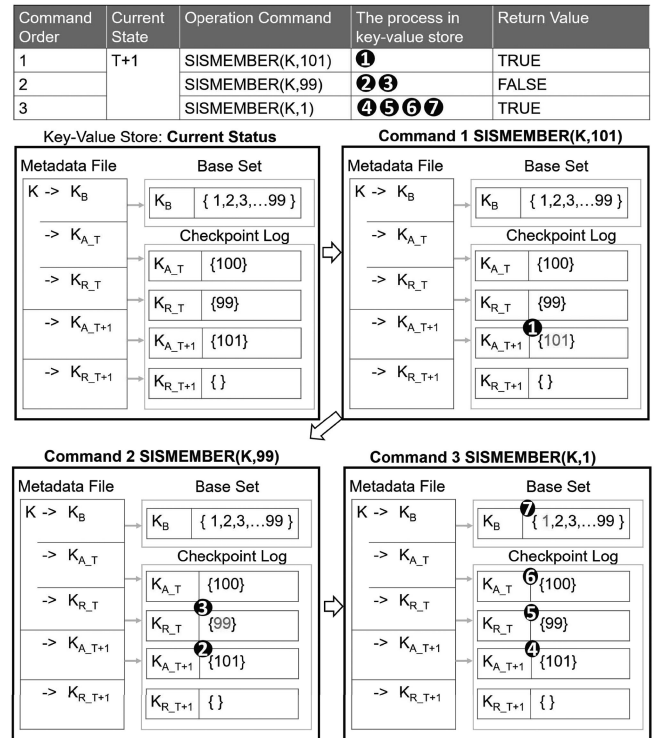 Command Order | Current State | Operation Command | The process in key-value store | Return Value
1 | T+1 | SISMEMBER(K,101) | ❶ | TRUE
2 | SISMEMBER(K,99) | ❷❸ | FALSE
3 | SISMEMBER(K,1) | ❹❺❻❼ | TRUE
Key-Value Store: Current Status
Metadata File Base Set
K -> K_B
K_B { 1,2,3,…99 }
-> K_A_T
Checkpoint Log
K_A_T {100}
-> K_R_T
K_R_T {99}
-> K_A_T+1
K_A_T+1 {101}
-> K_R_T+1
K_R_T+1 { }
Command 1 SISMEMBER(K,101)
Metadata File Base Set
K -> K_B
K_B { 1,2,3,…99 }
-> K_A_T
Checkpoint Log
K_A_T {100}
-> K_R_T
K_R_T {99}
-> K_A_T+1
❶
K_A_T+1 {101}
-> K_R_T+1
K_R_T+1 { }
Command 2 SISMEMBER(K,99)
Metadata File Base Set
K -> K_B
K_B { 1,2,3,…99 }
-> K_A_T
Checkpoint Log
K_A_T {100}
-> K_R_T
❸
K_R_T {99}
-> K_A_T+1
❷
K_A_T+1 {101}
-> K_R_T+1
K_R_T+1 { }
Command 3 SISMEMBER(K,1)
Metadata File Base Set
K -> K_B
❼
K_B { 1,2,3,…99 }
-> K_A_T
Checkpoint Log
❻
K_A_T {100}
-> K_R_T
❺
K_R_T {99}
-> K_A_T+1
❹
K_A_T+1 {101}
-> K_R_T+1
K_R_T+1 { }